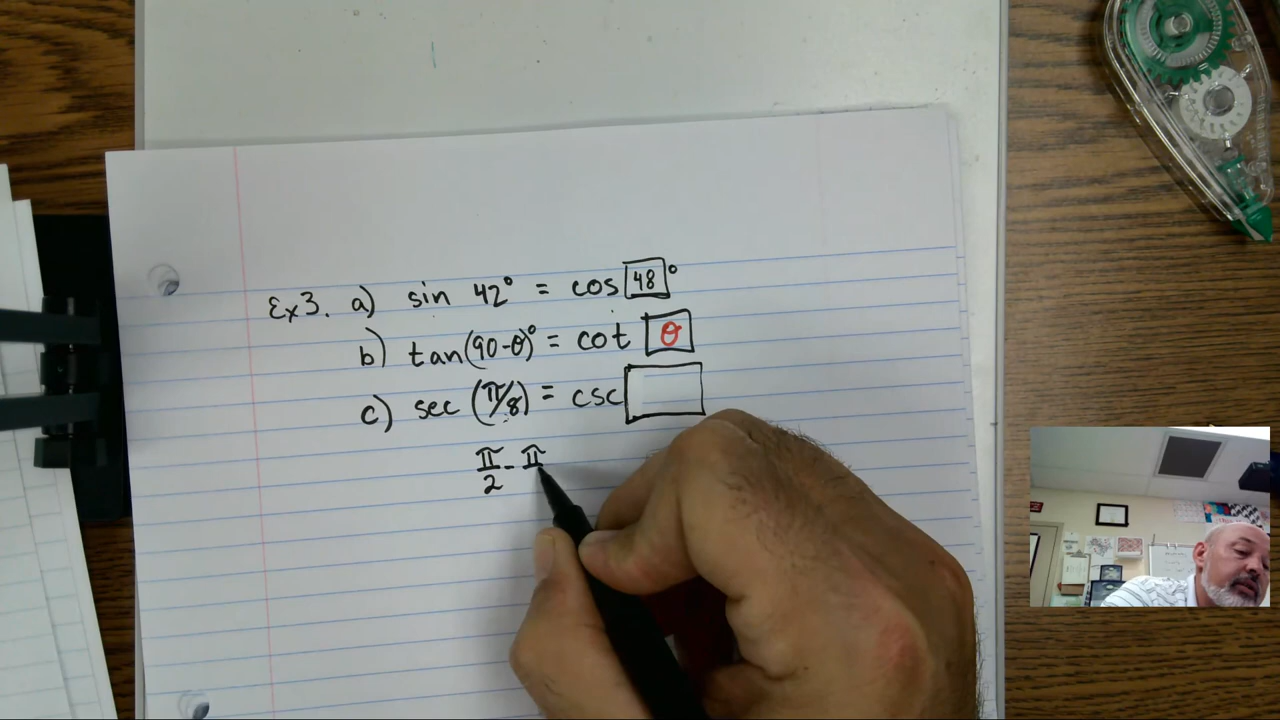 Ex3. a) sin 42° = cos 48°
b) tan(90-θ)° = cot θ
c) sec (π/8) = csc
π/2 - π